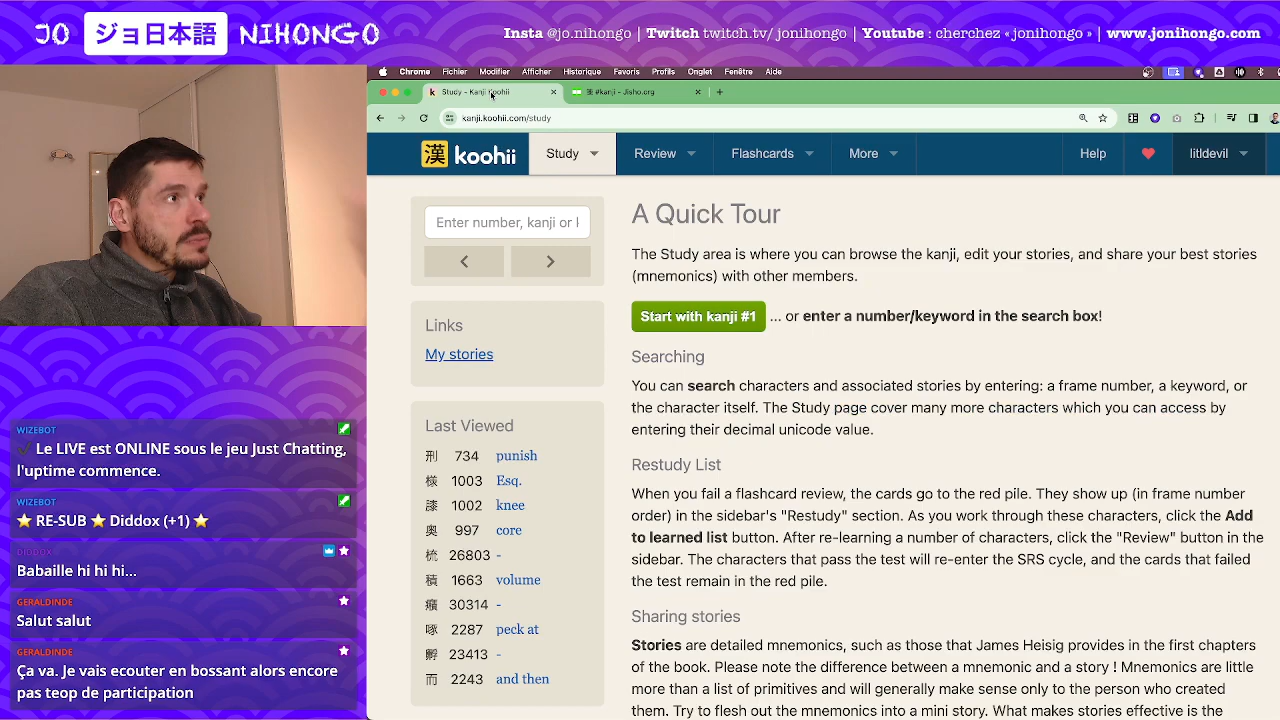 JO ジョ日本語 NIHONGO
Insta @jo.nihongo | Twitch twitch.tv/ jonihongo | Youtube : cherchez « jonihongo » | www.jonihongo.com
Chrome Fichier Modifier Afficher Historique Favoris Profils Onglet Fenêtre Aide
Study - Kanji Koohii
#kanji - Jisho.org
kanji.koohii.com/study
漢 koohii
Study
Review
Flashcards
More
Help
litldevil
Enter number, kanji or
Links
My stories
Last Viewed
刑 734 punish
1003 Esq.
1002 knee
奥 997 core
梳 26803 -
積 1663 volume
30314 -
啄 2287 peck at
孵 23413 -
而 2243 and then
A Quick Tour
The Study area is where you can browse the kanji, edit your stories, and share your best stories
(mnemonics) with other members.
Start with kanji #1 ... or enter a number/keyword in the search box!
Searching
You can search characters and associated stories by entering: a frame number, a keyword, or
the character itself. The Study page cover many more characters which you can access by
entering their decimal unicode value.
Restudy List
When you fail a flashcard review, the cards go to the red pile. They show up (in frame number
order) in the sidebar's "Restudy" section. As you work through these characters, click the Add
to learned list button. After re-learning a number of characters, click the "Review" button in the
sidebar. The characters that pass the test will re-enter the SRS cycle, and the cards that failed
the test remain in the red pile.
Sharing stories
Stories are detailed mnemonics, such as those that James Heisig provides in the first chapters
of the book. Please note the difference between a mnemonic and a story ! Mnemonics are little
more than a list of primitives and will generally make sense only to the person who created
them. Try to flesh out the mnemonics into a mini story. What makes stories effective is the
WIZEBOT
Le LIVE est ONLINE sous le jeu Just Chatting,
l'uptime commence.
WIZEBOT
RE-SUB Diddox (+1)
DIDDOX
Babaille hi hi hi...
GERALDINDE
Salut salut
GERALDINDE
Ça va. Je vais ecouter en bossant alors encore
pas teop de participation